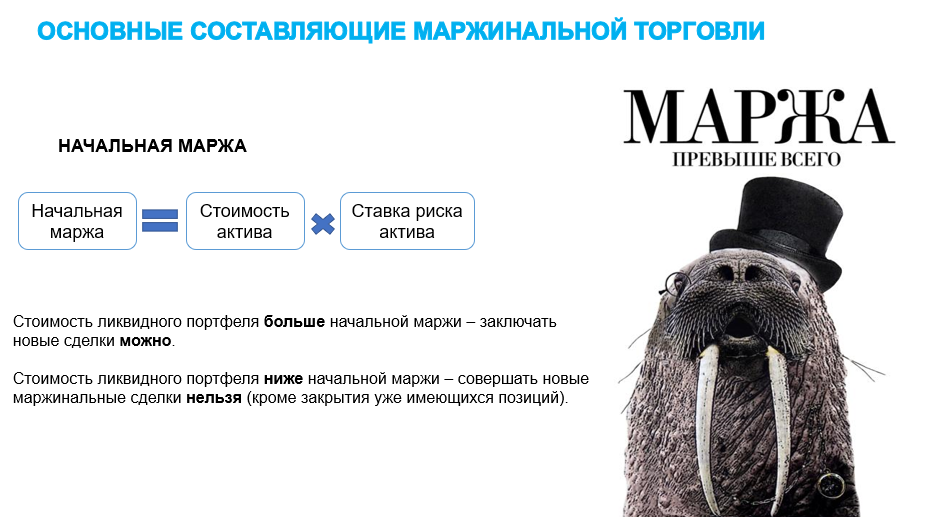 ОСНОВНЫЕ СОСТАВЛЯЮЩИЕ МАРЖИНАЛЬНОЙ ТОРГОВЛИ
МАРЖА
ПРЕВЫШЕ ВСЕГО
НАЧАЛЬНАЯ МАРЖА
Начальная
маржа
Стоимость
актива
Ставка риска
актива
Стоимость ликвидного портфеля больше начальной маржи – заключать
новые сделки можно.
Стоимость ликвидного портфеля ниже начальной маржи – совершать новые
маржинальные сделки нельзя (кроме закрытия уже имеющихся позиций).